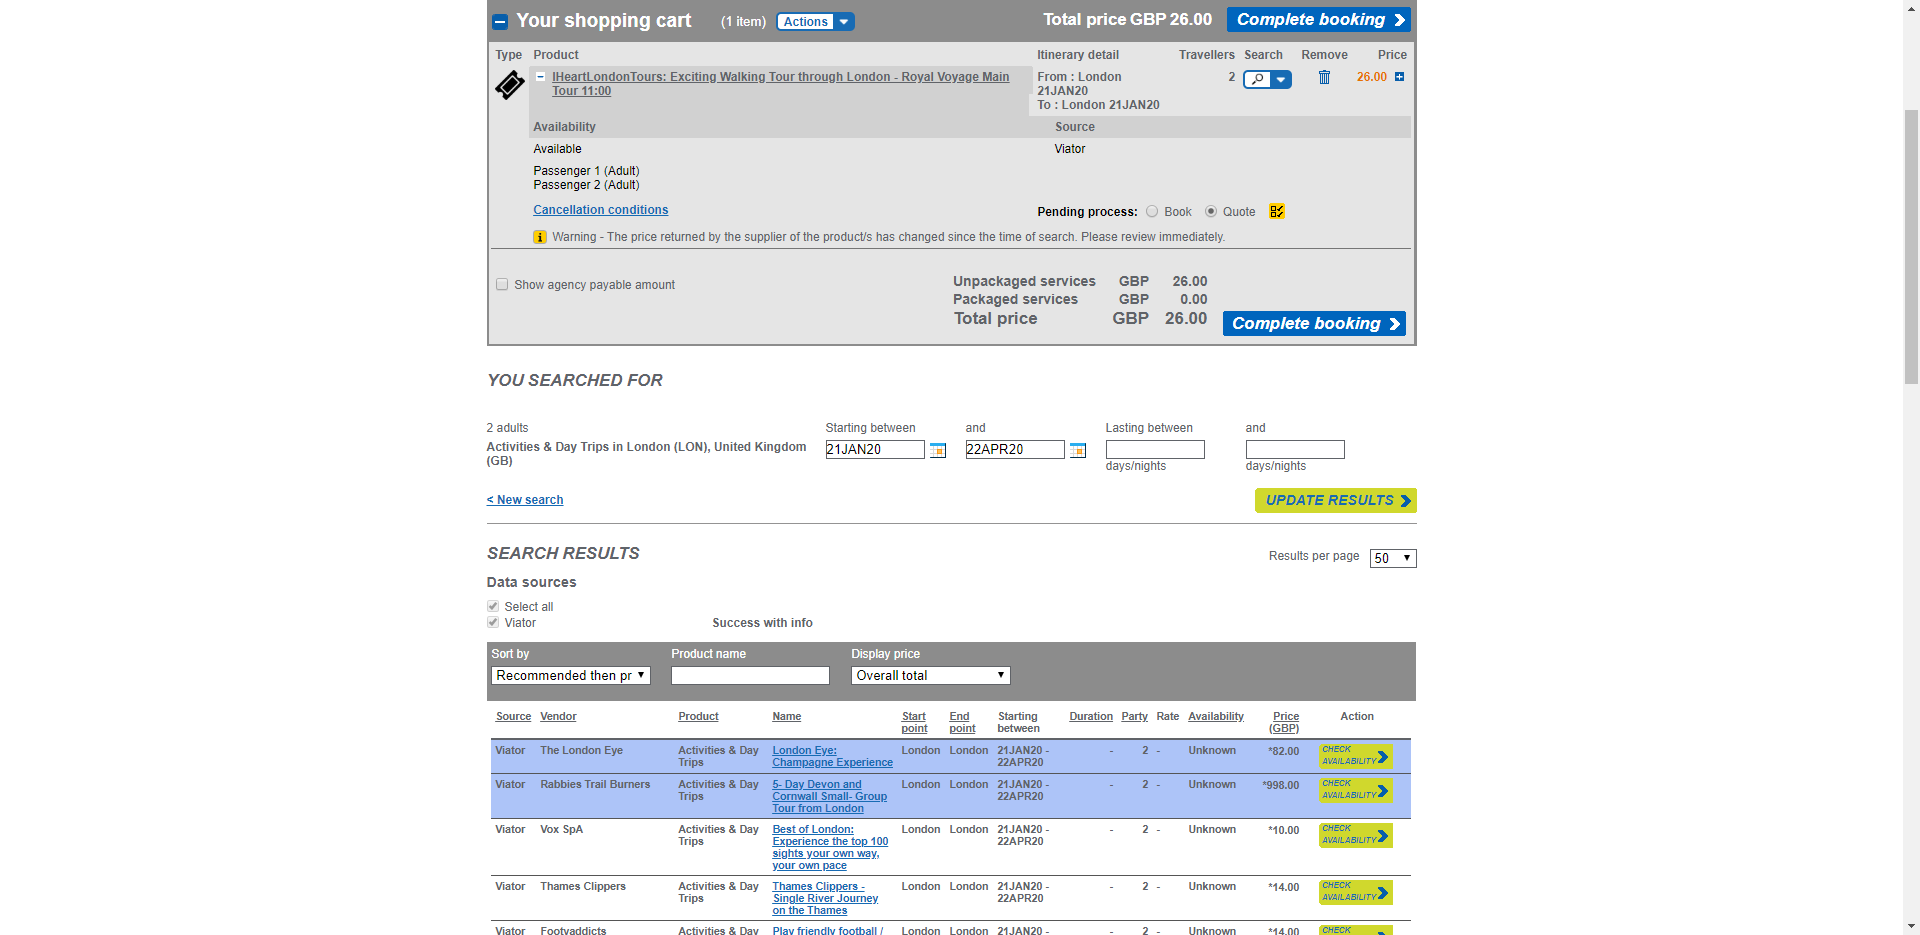 Your shopping cart (1 item) Actions Total price GBP 26.00 Complete booking
Type Product Itinerary detail Travellers Search Remove Price
IHeartLondonTours: Exciting Walking Tour through London - Royal Voyage Main From : London 2 26.00
Tour 11:00 21JAN20
To : London 21JAN20
Availability Source
Available Viator
Passenger 1 (Adult)
Passenger 2 (Adult)
Cancellation conditions Pending process: Book Quote
Warning - The price returned by the supplier of the product/s has changed since the time of search. Please review immediately.
Unpackaged services GBP 26.00
Show agency payable amount
Packaged services GBP 0.00
Total price GBP 26.00 Complete booking
YOU SEARCHED FOR
2 adults Starting between and Lasting between and
Activities & Day Trips in London (LON), United Kingdom 21JAN20 22APR20
(GB) days/nights days/nights
< New search UPDATE RESULTS
SEARCH RESULTS Results per page 50
Data sources
Select all
Viator Success with info
Sort by Product name Display price
Recommended then pr Overall total
Source Vendor Product Name Start End Starting Duration Party Rate Availability Price Action
point point between (GBP)
Viator The London Eye Activities & Day London Eye: London London 21JAN20 - - 2 - Unknown *82.00 CHECK
Trips Champagne Experience 22APR20 AVAILABILITY
Viator Rabbies Trail Burners Activities & Day 5- Day Devon and London London 21JAN20 - - 2 - Unknown *998.00 CHECK
Trips Cornwall Small- Group 22APR20 AVAILABILITY
Tour from London
Viator Vox SpA Activities & Day Best of London: London London 21JAN20 - - 2 - Unknown *10.00 CHECK
Trips Experience the top 100 22APR20 AVAILABILITY
sights your own way,
your own pace
Viator Thames Clippers Activities & Day Thames Clippers - London London 21JAN20 - - 2 - Unknown *14.00 CHECK
Trips Single River Journey 22APR20 AVAILABILITY
on the Thames
Viator Footyaddicts Activities & Day Play friendly football / London London 21JAN20 - - 2 - Unknown *14.00 CHECK